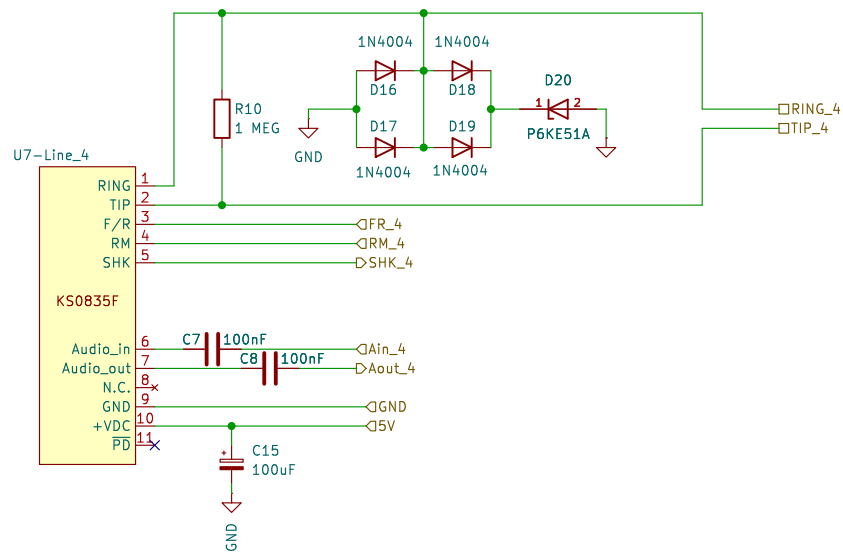 1N4004 1N4004
D16 D18
D20
1 2
RING_4
R10
1 MEG
TIP_4
D17 D19
P6KE51A
GND
U7-Line_4
1N4004 1N4004
RING 1
TIP 2
F/R 3 FR_4
RM 4 RM_4
SHK 5 SHK_4
KS0835F
C7 100nF
Audio_in 6 Ain_4
C8 100nF
Audio_out 7 Aout_4
N.C. 8
GND 9 GND
+VDC 10 5V
PD 11
C15
+
100uF
GND